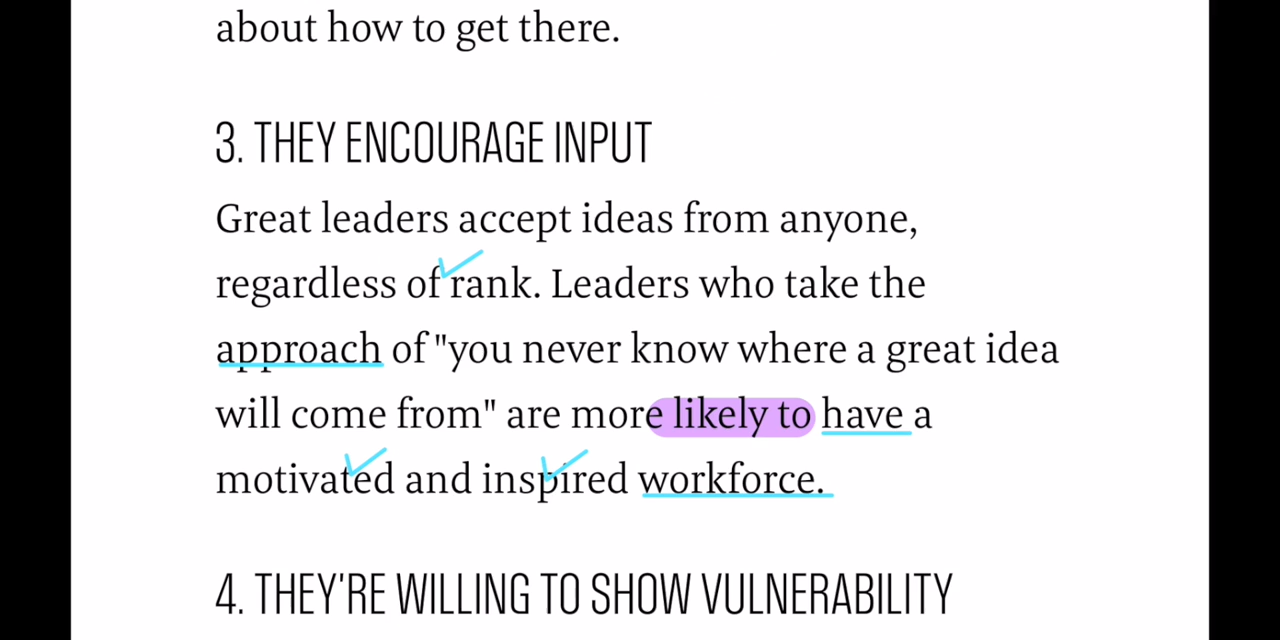 about how to get there.
3. THEY ENCOURAGE INPUT
Great leaders accept ideas from anyone,
regardless of rank. Leaders who take the
approach of "you never know where a great idea
will come from" are more likely to have a
motivated and inspired workforce.
4. THEY'RE WILLING TO SHOW VULNERABILITY